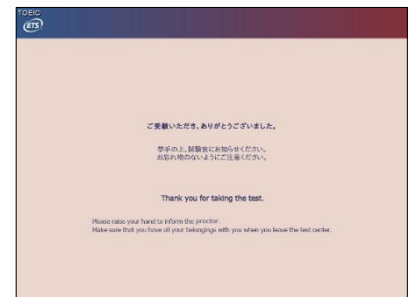 TOEIC
ETS
ご受験いただき、ありがとうございました。
挙手の上、試験官にお知らせください。
お忘れ物のないようにご注意ください。
Thank you for taking the test.
Please raise your hand to inform the proctor.
Make sure that you have all your belongings with you when you leave the test center.